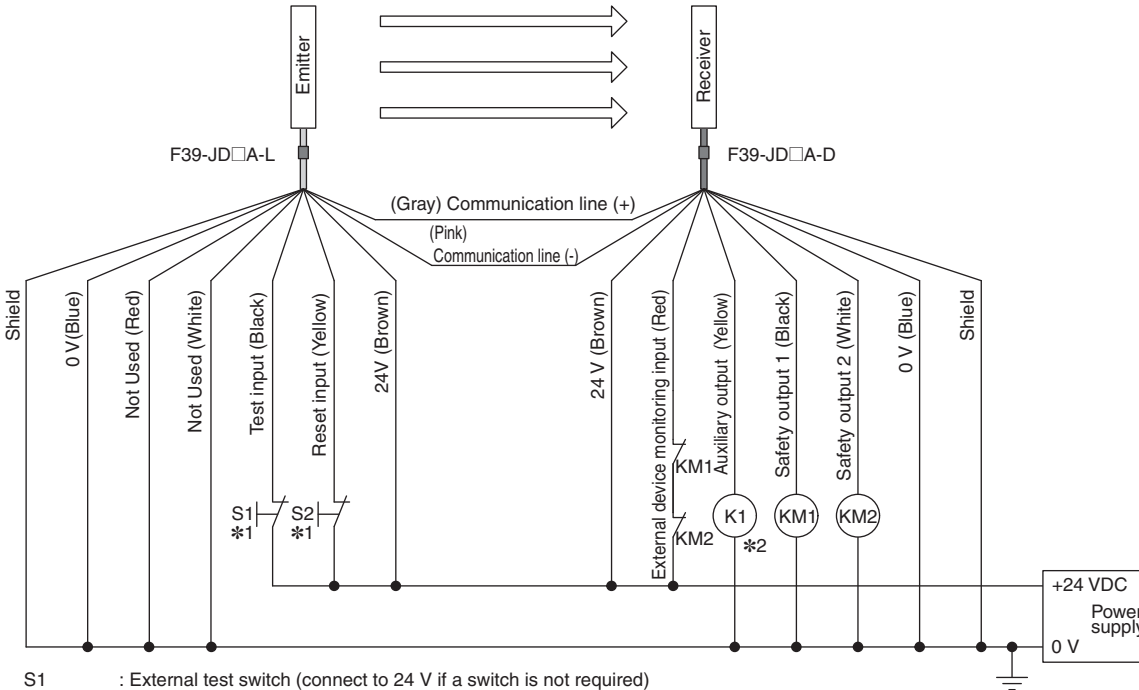 Emitter
Receiver
F39-JD□A-L
F39-JD□A-D
(Gray) Communication line (+)
(Pink)
Communication line (-)
Shield
0 V(Blue)
Not Used (Red)
Not Used (White)
Test input (Black)
Reset input (Yellow)
24V (Brown)
24 V (Brown)
External device monitoring input (Red)
Auxiliary output (Yellow)
Safety output 1 (Black)
Safety output 2 (White)
0 V (Blue)
Shield
KM1
S1
*1
S2
*1
KM2
K1
*2
KM1
KM2
+24 VDC
Power
supply
0 V
S1 : External test switch (connect to 24 V if a switch is not required)